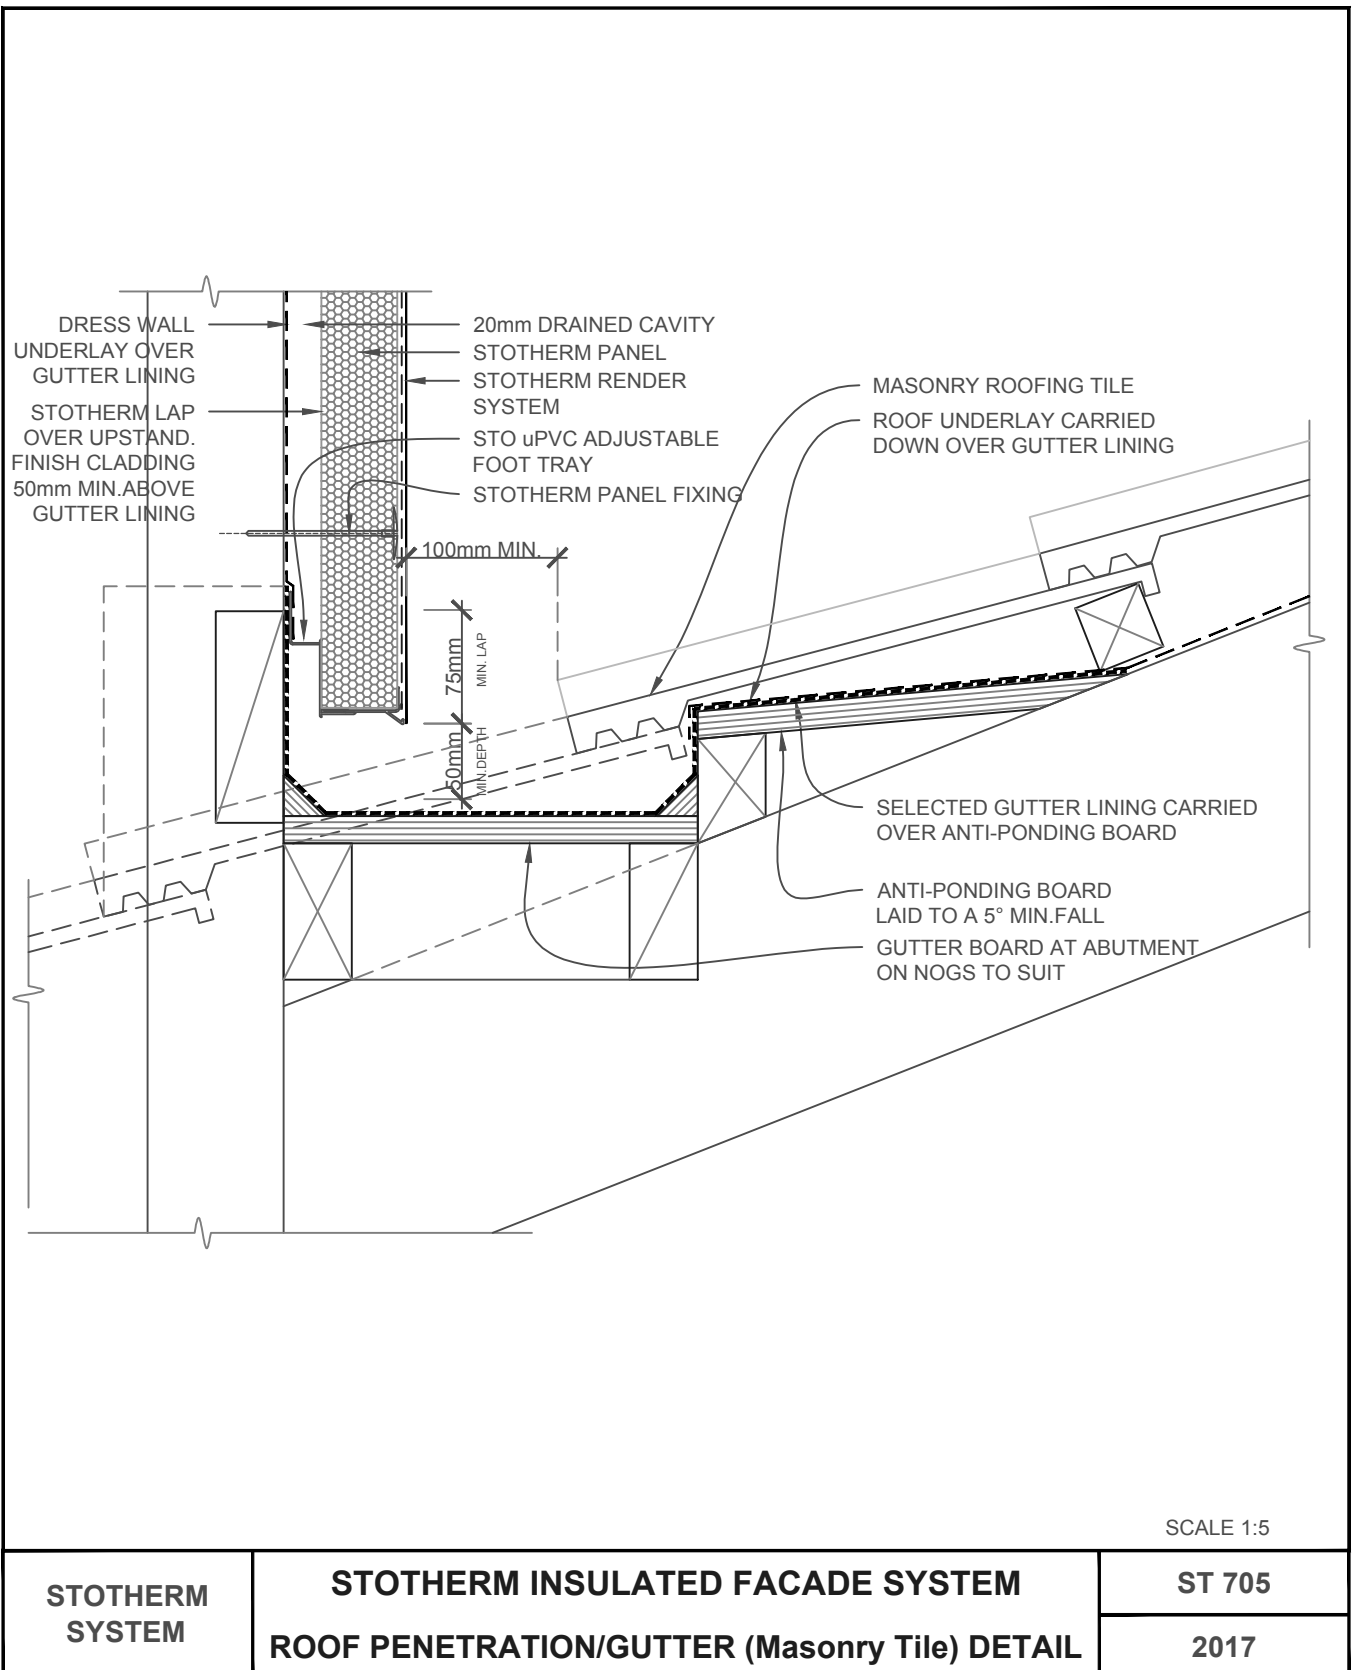 DRESS WALL
UNDERLAY OVER
GUTTER LINING
STOTHERM LAP
OVER UPSTAND.
FINISH CLADDING
50mm MIN.ABOVE
GUTTER LINING
20mm DRAINED CAVITY
STOTHERM PANEL
STOTHERM RENDER
SYSTEM
STO uPVC ADJUSTABLE
FOOT TRAY
STOTHERM PANEL FIXING
MASONRY ROOFING TILE
ROOF UNDERLAY CARRIED
DOWN OVER GUTTER LINING
100mm MIN.
75mm
MIN. LAP
50mm
MIN.DEPTH
SELECTED GUTTER LINING CARRIED
OVER ANTI-PONDING BOARD
ANTI-PONDING BOARD
LAID TO A 5° MIN.FALL
GUTTER BOARD AT ABUTMENT
ON NOGS TO SUIT
SCALE 1:5
STOTHERM
SYSTEM
STOTHERM INSULATED FACADE SYSTEM
ROOF PENETRATION/GUTTER (Masonry Tile) DETAIL
ST 705
2017